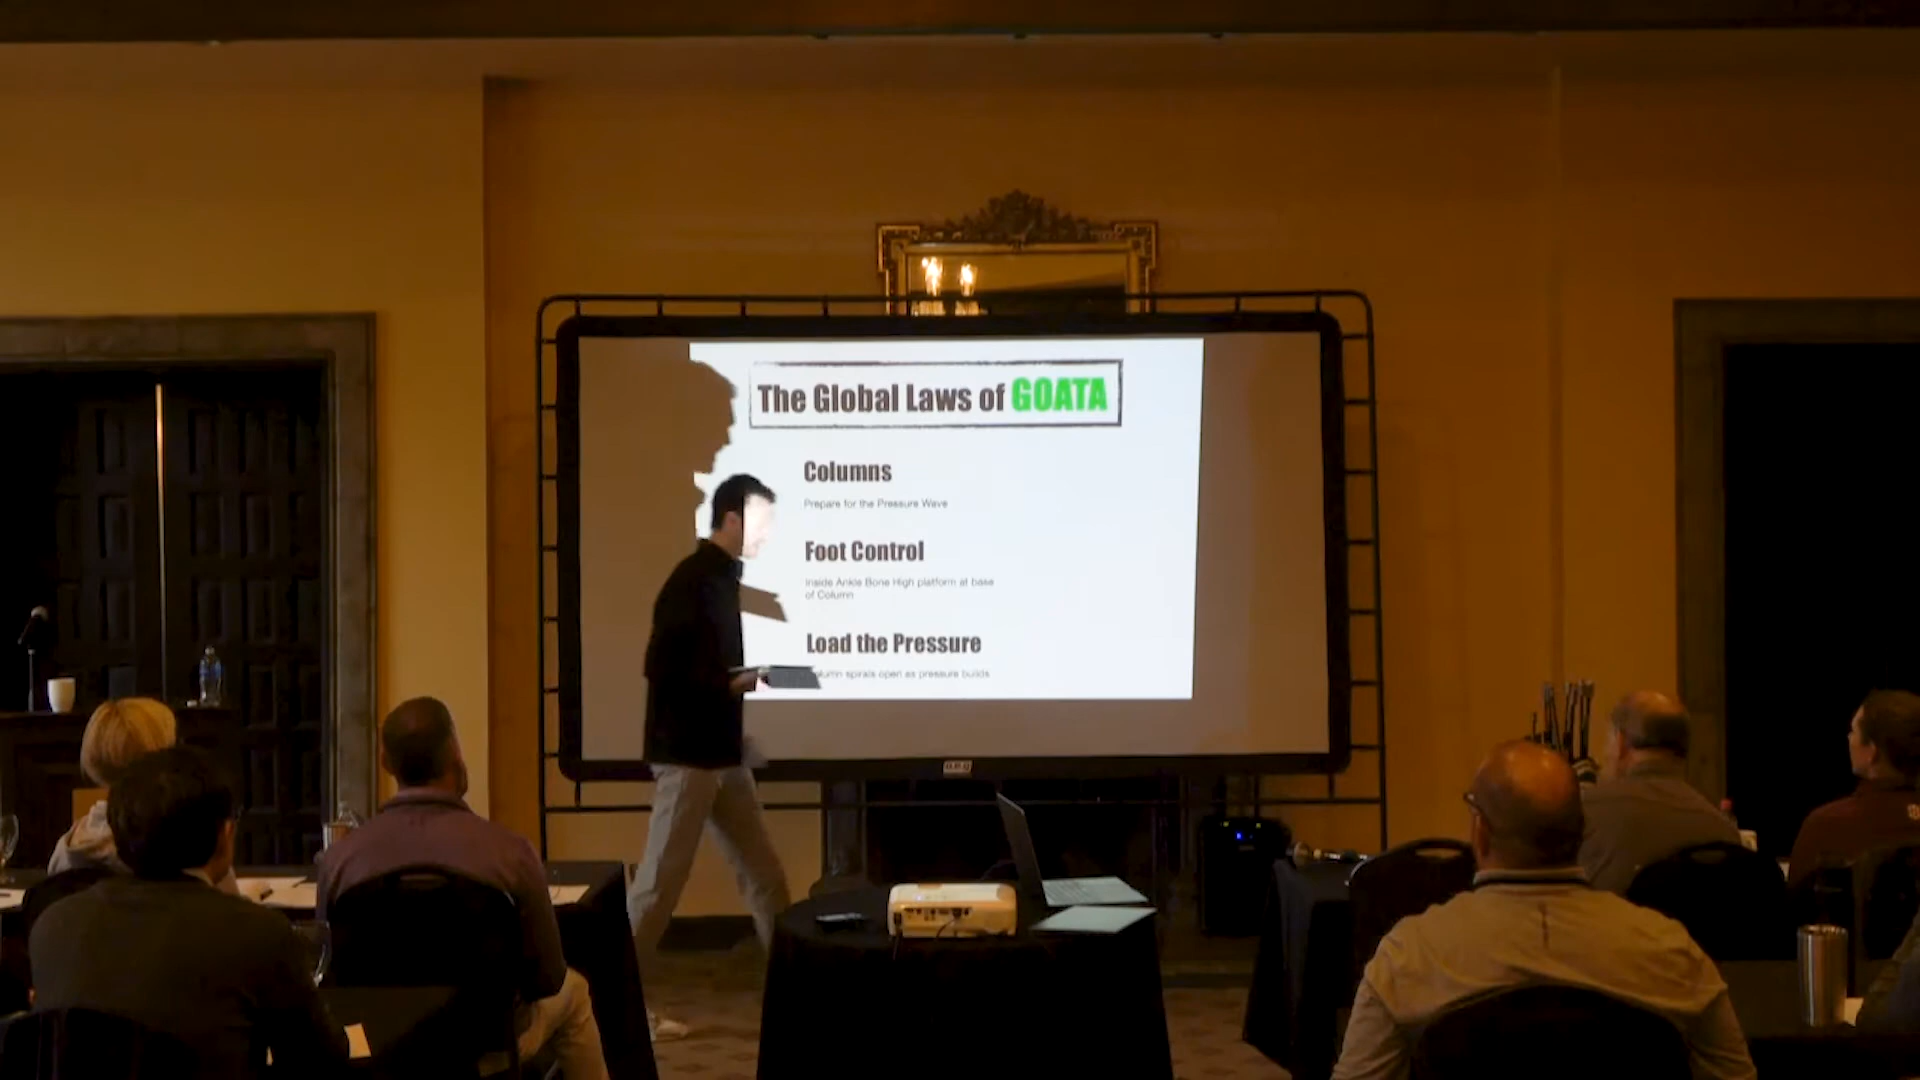 The Global Laws of GOATA
Columns
Prepare for the Pressure Wave
Foot Control
Inside Ankle Bone High platform at base
of Column
Load the Pressure
spirals open as pressure builds